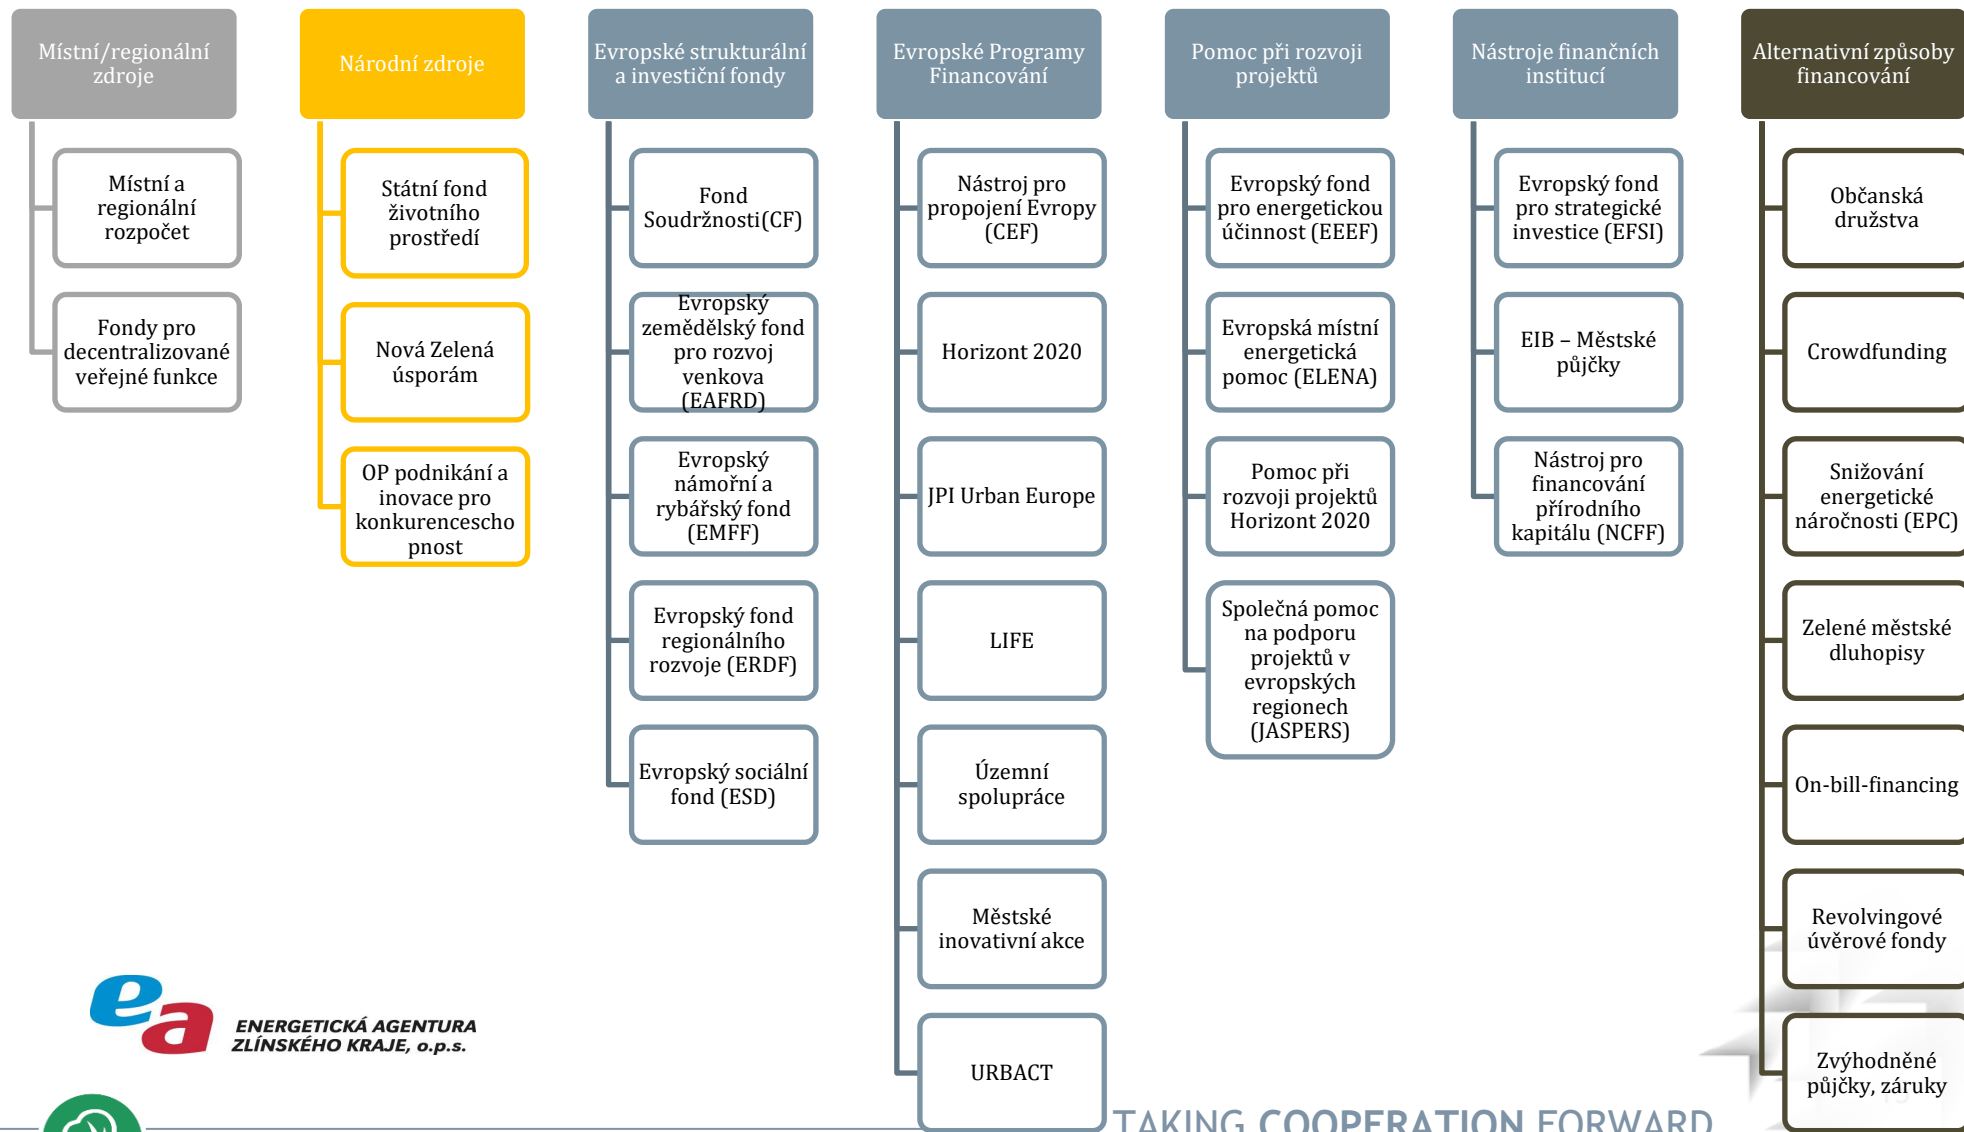 Místní/regionální
zdroje
Místní a
regionální
rozpočet
Fondy pro
decentralizované
veřejné funkce
Národní zdroje
Státní fond
životního
prostředí
Nová Zelená
úsporám
OP podnikání a
inovace pro
konkurencescho
pnost
Evropské strukturální
a investiční fondy
Fond
Soudržnosti(CF)
Evropský
zemědělský fond
pro rozvoj
venkova
(EAFRD)
Evropský
námořní a
rybářský fond
(EMFF)
Evropský fond
regionálního
rozvoje (ERDF)
Evropský sociální
fond (ESD)
Evropské Programy
Financování
Nástroj pro
propojení Evropy
(CEF)
Horizont 2020
JPI Urban Europe
LIFE
Územní
spolupráce
Městské
inovativní akce
URBACT
Pomoc při rozvoji
projektů
Evropský fond
pro energetickou
účinnost (EEEF)
Evropská místní
energetická
pomoc (ELENA)
Pomoc při
rozvoji projektů
Horizont 2020
Společná pomoc
na podporu
projektů v
evropských
regionech
(JASPERS)
Nástroje finančních
institucí
Evropský fond
pro strategické
investice (EFSI)
EIB – Městské
půjčky
Nástroj pro
financování
přírodního
kapitálu (NCFF)
Alternativní způsoby
financování
Občanská
družstva
Crowdfunding
Snižování
energetické
náročnosti (EPC)
Zelené městské
dluhopisy
On-bill-financing
Revolvingové
úvěrové fondy
Zvýhodněné
půjčky, záruky
ea
ENERGETICKÁ AGENTURA
ZLÍNSKÉHO KRAJE, o.p.s.
TAKING COOPERATION FORWARD